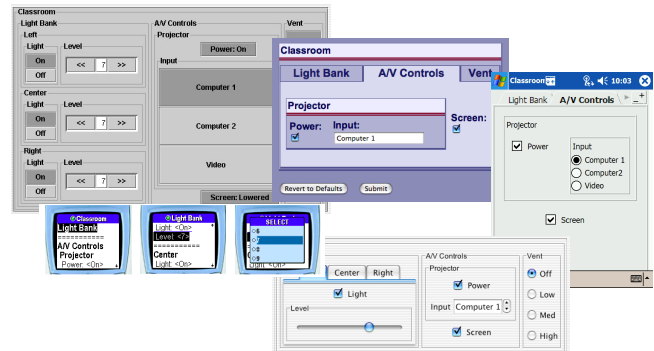 Classroom
Light Bank
Left
Light Level
On
<< 7 >>
Off
Center
Light Level
On
<< 7 >>
Off
Right
Light Level
On
<< 7 >>
Off
A/V Controls
Projector
Power: On
Input
Computer 1
Computer 2
Video
Screen: Lowered
Vent
Classroom
Light Bank A/V Controls Vent
Projector
Power: Input:
Computer 1
Screen:
Revert to Defaults Submit
Classroom 10:03
Light Bank A/V Controls
Projector
Power
Input
Computer 1
Computer2
Video
Screen
Classroom
Light Bank
===========
A/V Controls
Projector
Power: <On>
Light Bank
Light: <On>
Level: <7>
===========
Center
Light: <On>
SELECT
6
7
8
9
Center Right
Light
Level
A/V Controls
Projector
Power
Input Computer 1
Screen
Vent
Off
Low
Med
High